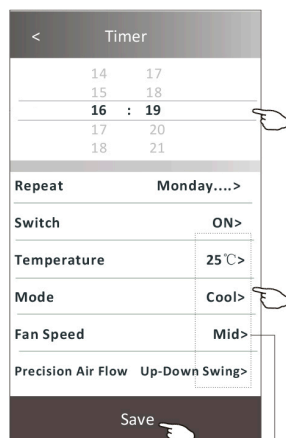 < Timer
14 17
15 18
16 : 19
17 20
18 21
Repeat Monday....>
Switch ON>
Temperature 25℃>
Mode Cool>
Fan Speed Mid>
Precision Air Flow Up-Down Swing>
Save